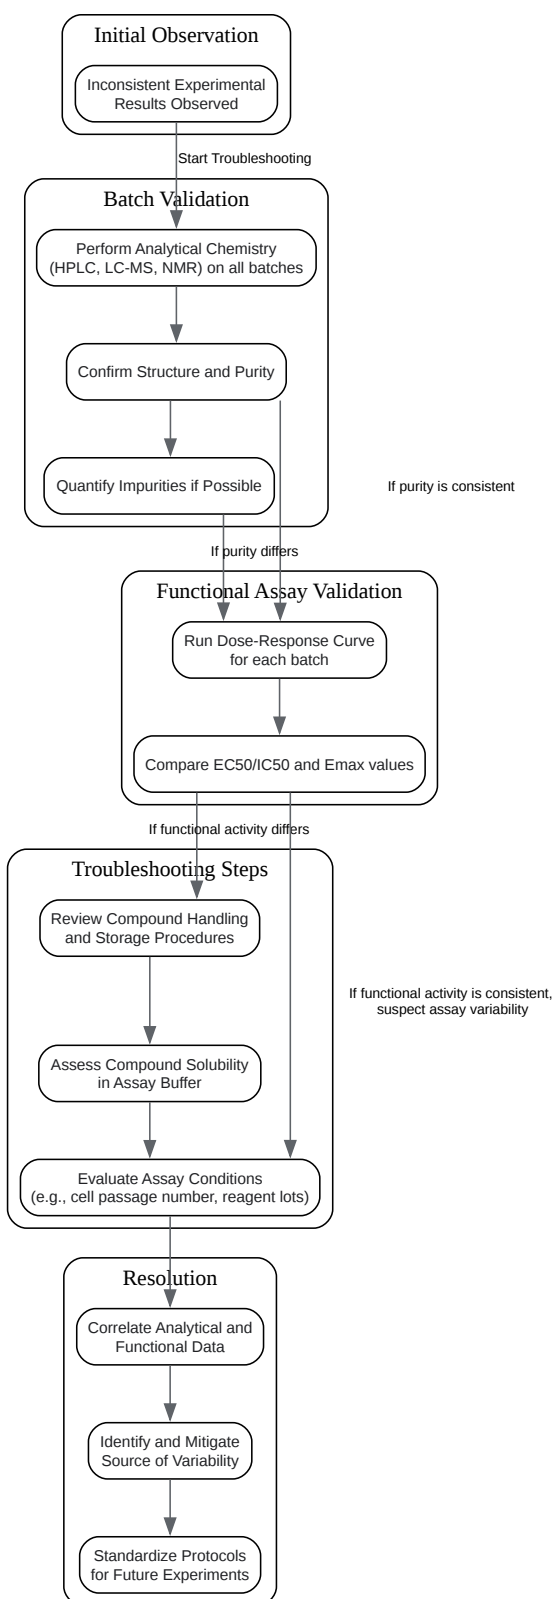 Initial Observation
Inconsistent Experimental
Results Observed
Start Troubleshooting
Batch Validation
Perform Analytical Chemistry
(HPLC, LC-MS, NMR) on all batches
Confirm Structure and Purity
Quantify Impurities if Possible
If purity is consistent
If purity differs
Functional Assay Validation
Run Dose-Response Curve
for each batch
Compare EC50/IC50 and Emax values
If functional activity differs
Troubleshooting Steps
Review Compound Handling
and Storage Procedures
If functional activity is consistent,
suspect assay variability
Assess Compound Solubility
in Assay Buffer
Evaluate Assay Conditions
(e.g., cell passage number, reagent lots)
Resolution
Correlate Analytical and
Functional Data
Identify and Mitigate
Source of Variability
Standardize Protocols
for Future Experiments